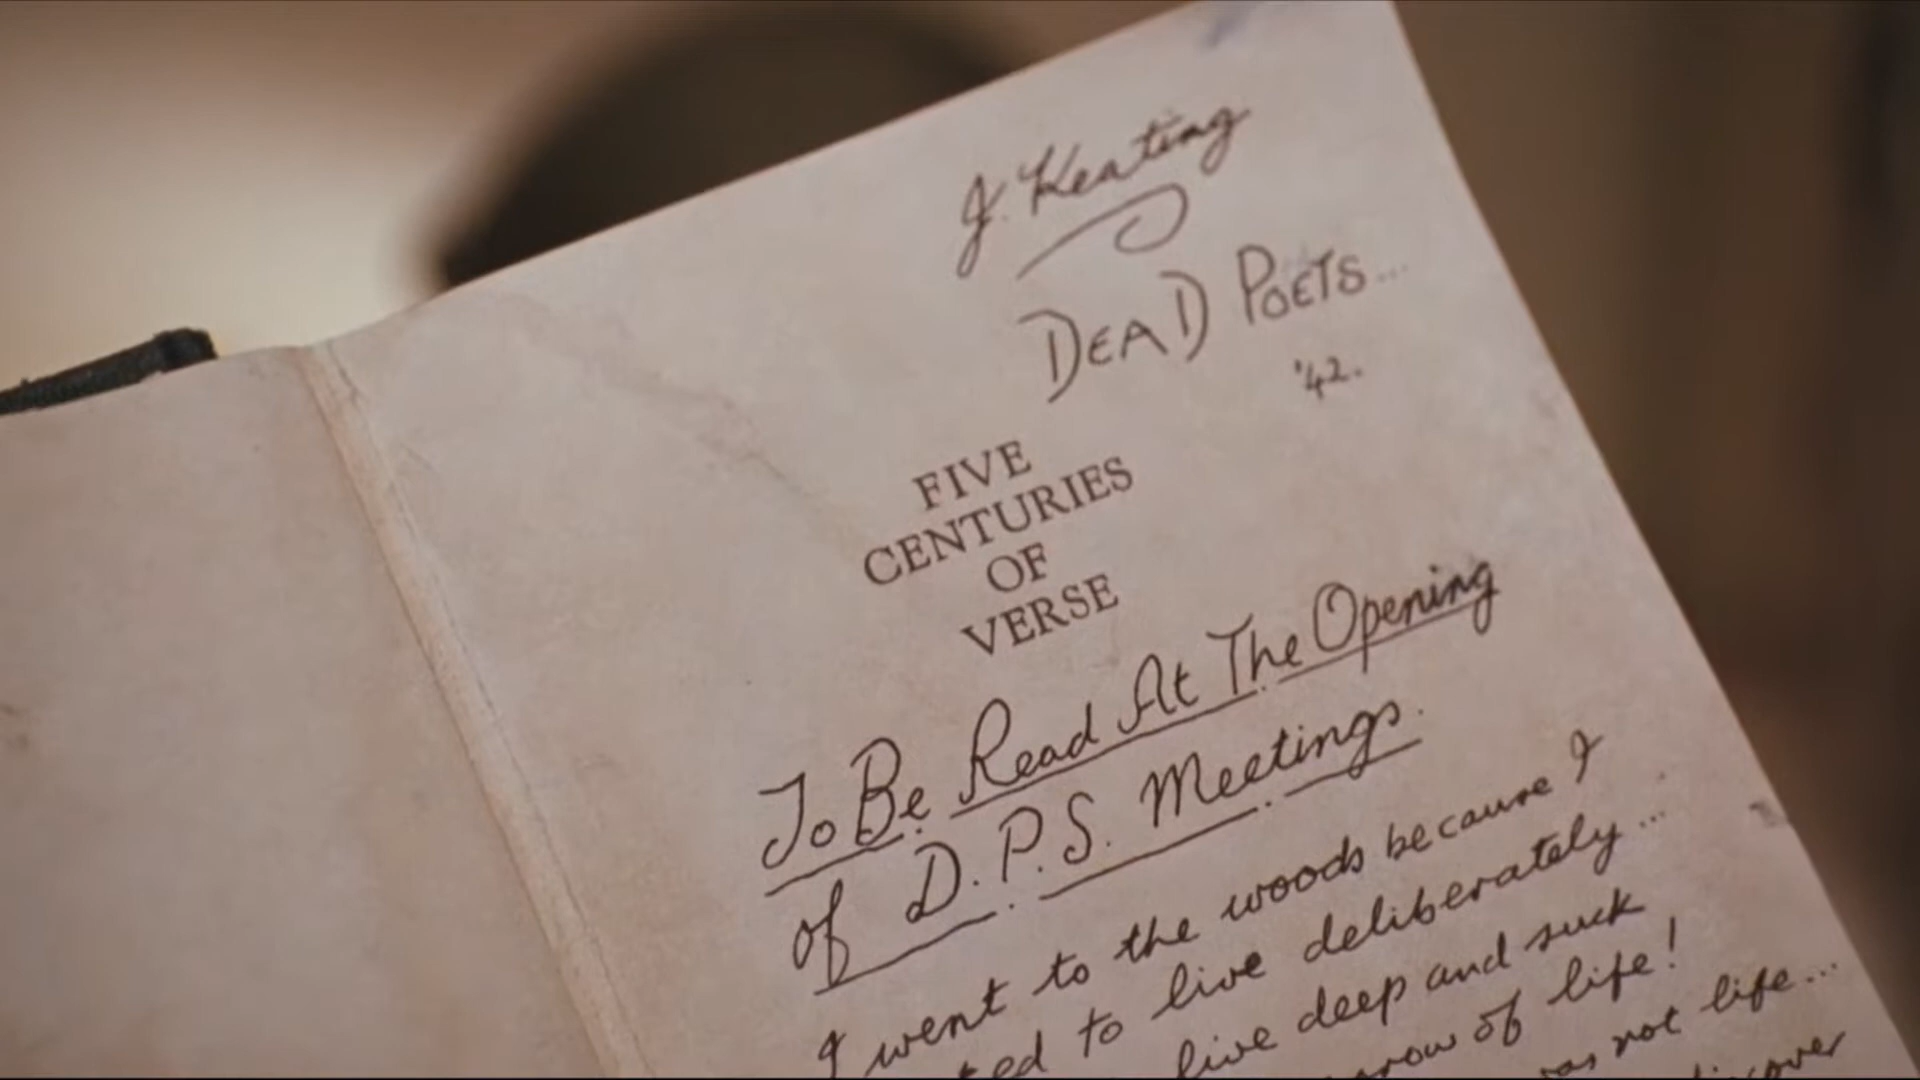 J. Keating
DEAD POETS...
'42.
FIVE
CENTURIES
OF
VERSE
To Be Read At The Opening
of D.P.S. Meetings.
I went to the woods because I
to live deliberately...
live deep and suck
of life!
not life...